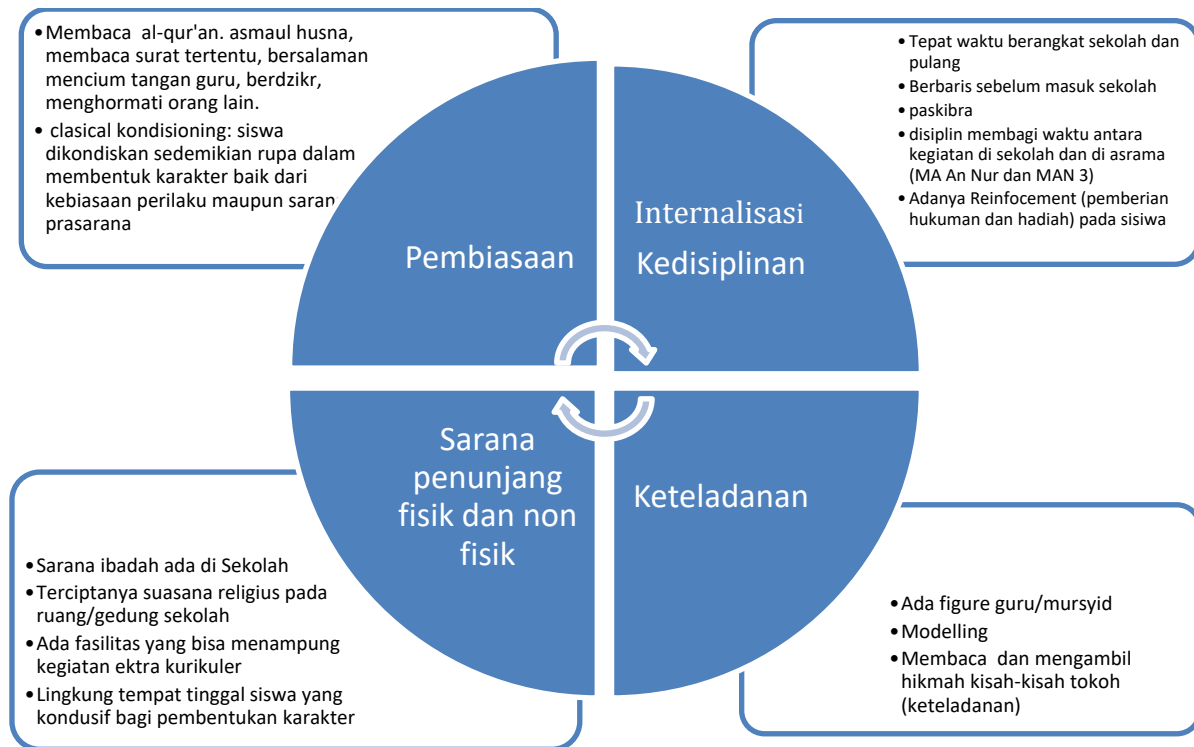 •Membaca al-qur'an. asmaul husna,
membaca surat tertentu, bersalaman
mencium tangan guru, berdzikr,
menghormati orang lain.
• clasical kondisioning: siswa
dikondiskan sedemikian rupa dalam
membentuk karakter baik dari
kebiasaan perilaku maupun saran
prasarana
Pembiasaan
•Tepat waktu berangkat sekolah dan
pulang
•Berbaris sebelum masuk sekolah
•paskibra
•disiplin membagi waktu antara
kegiatan di sekolah dan di asrama
(MA An Nur dan MAN 3)
•Adanya Reinfocement (pemberian
hukuman dan hadiah) pada sisiwa
Internalisasi
Kedisiplinan
Sarana
penunjang
fisik dan non
fisik
•Sarana ibadah ada di Sekolah
•Terciptanya suasana religius pada
ruang/gedung sekolah
•Ada fasilitas yang bisa menampung
kegiatan ektra kurikuler
•Lingkung tempat tinggal siswa yang
kondusif bagi pembentukan karakter
Keteladanan
•Ada figure guru/mursyid
•Modelling
•Membaca dan mengambil
hikmah kisah-kisah tokoh
(keteladanan)